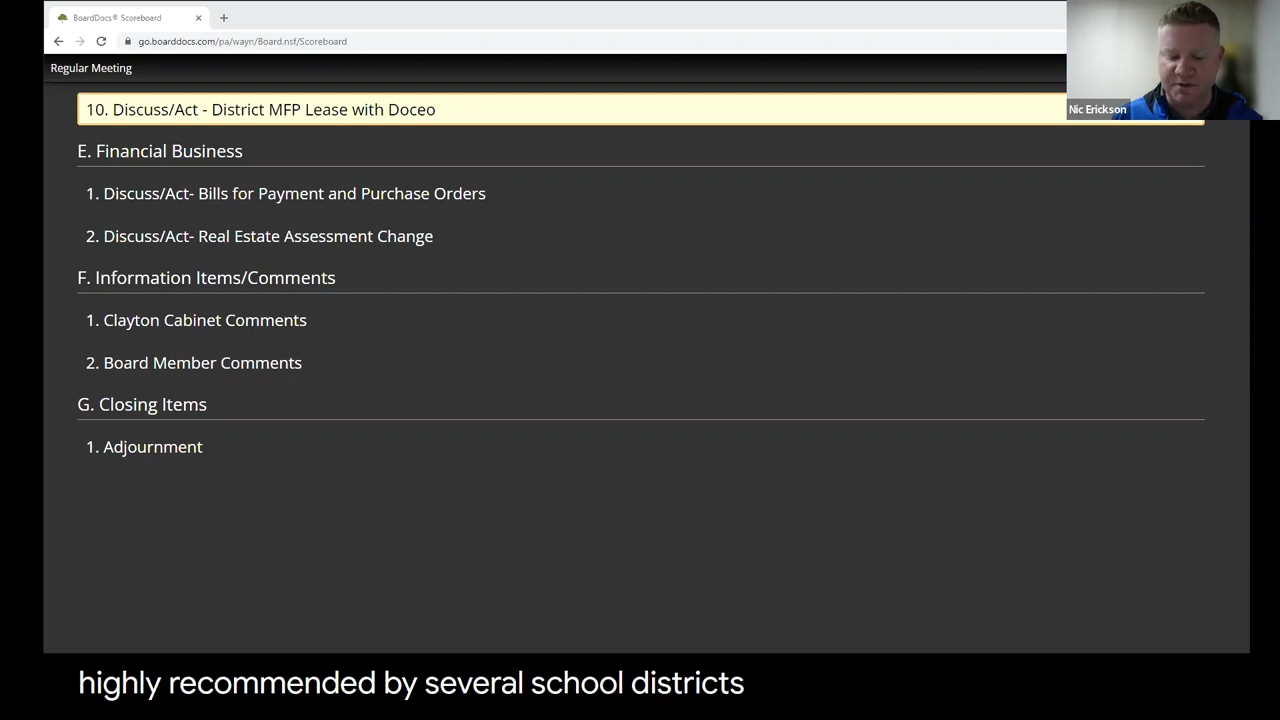 BoardDocs® Scoreboard
go.boarddocs.com/pa/wayn/Board.nsf/Scoreboard
Regular Meeting
Nic Erickson
10. Discuss/Act - District MFP Lease with Doceo
E. Financial Business
1. Discuss/Act- Bills for Payment and Purchase Orders
2. Discuss/Act- Real Estate Assessment Change
F. Information Items/Comments
1. Clayton Cabinet Comments
2. Board Member Comments
G. Closing Items
1. Adjournment
highly recommended by several school districts